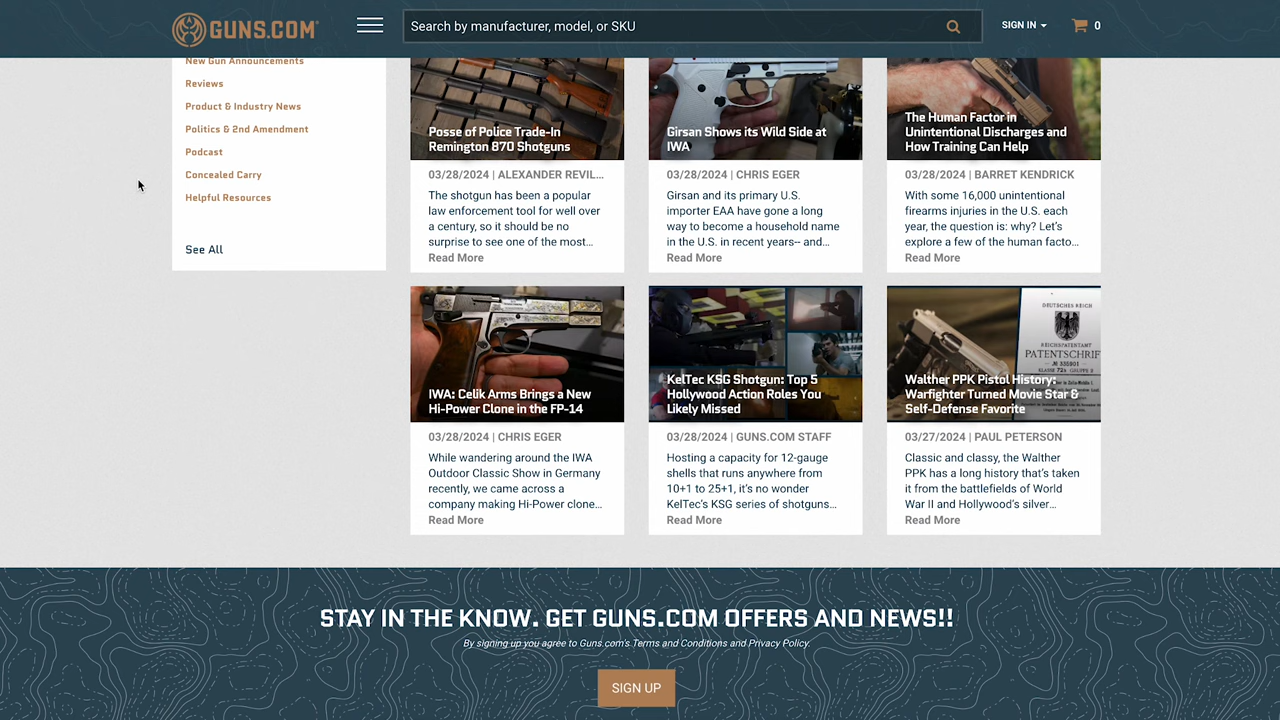 GUNS.COM
Search by manufacturer, model, or SKU
SIGN IN
0
New Gun Announcements
Reviews
Product & Industry News
Politics & 2nd Amendment
Podcast
Concealed Carry
Helpful Resources
See All
Posse of Police Trade-In
Remington 870 Shotguns
03/28/2024 | ALEXANDER REVIL...
The shotgun has been a popular
law enforcement tool for well over
a century, so it should be no
surprise to see one of the most...
Read More
Girsan Shows its Wild Side at
IWA
03/28/2024 | CHRIS EGER
Girsan and its primary U.S.
importer EAA have gone a long
way to become a household name
in the U.S. in recent years-- and...
Read More
The Human Factor in
Unintentional Discharges and
How Training Can Help
03/28/2024 | BARRET KENDRICK
With some 16,000 unintentional
firearms injuries in the U.S. each
year, the question is: why? Let's
explore a few of the human facto...
Read More
IWA: Celik Arms Brings a New
Hi-Power Clone in the FP-14
03/28/2024 | CHRIS EGER
While wandering around the IWA
Outdoor Classic Show in Germany
recently, we came across a
company making Hi-Power clone...
Read More
KelTec KSG Shotgun: Top 5
Hollywood Action Roles You
Likely Missed
03/28/2024 | GUNS.COM STAFF
Hosting a capacity for 12-gauge
shells that runs anywhere from
10+1 to 25+1, it's no wonder
KelTec's KSG series of shotguns...
Read More
DEUTSCHES REICH
REICHSPATENTAMT
PATENTSCHRIF
№ 335901
KLASSE 72a GRUPPE
Walther PPK Pistol History:
Warfighter Turned Movie Star &
Self-Defense Favorite
03/27/2024 | PAUL PETERSON
Classic and classy, the Walther
PPK has a long history that's taken
it from the battlefields of World
War II and Hollywood's silver...
Read More
STAY IN THE KNOW. GET GUNS.COM OFFERS AND NEWS!!
By signing up you agree to Guns.com's Terms and Conditions and Privacy Policy.
SIGN UP